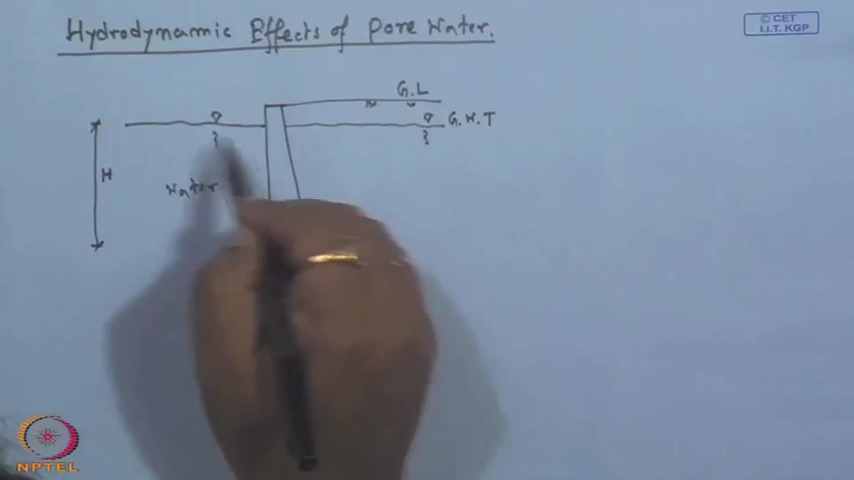 Hydrodynamic Effects of Pore Water.
© CET
I.I.T. KGP
G.L
G.W.T
H
Water
NPTEL